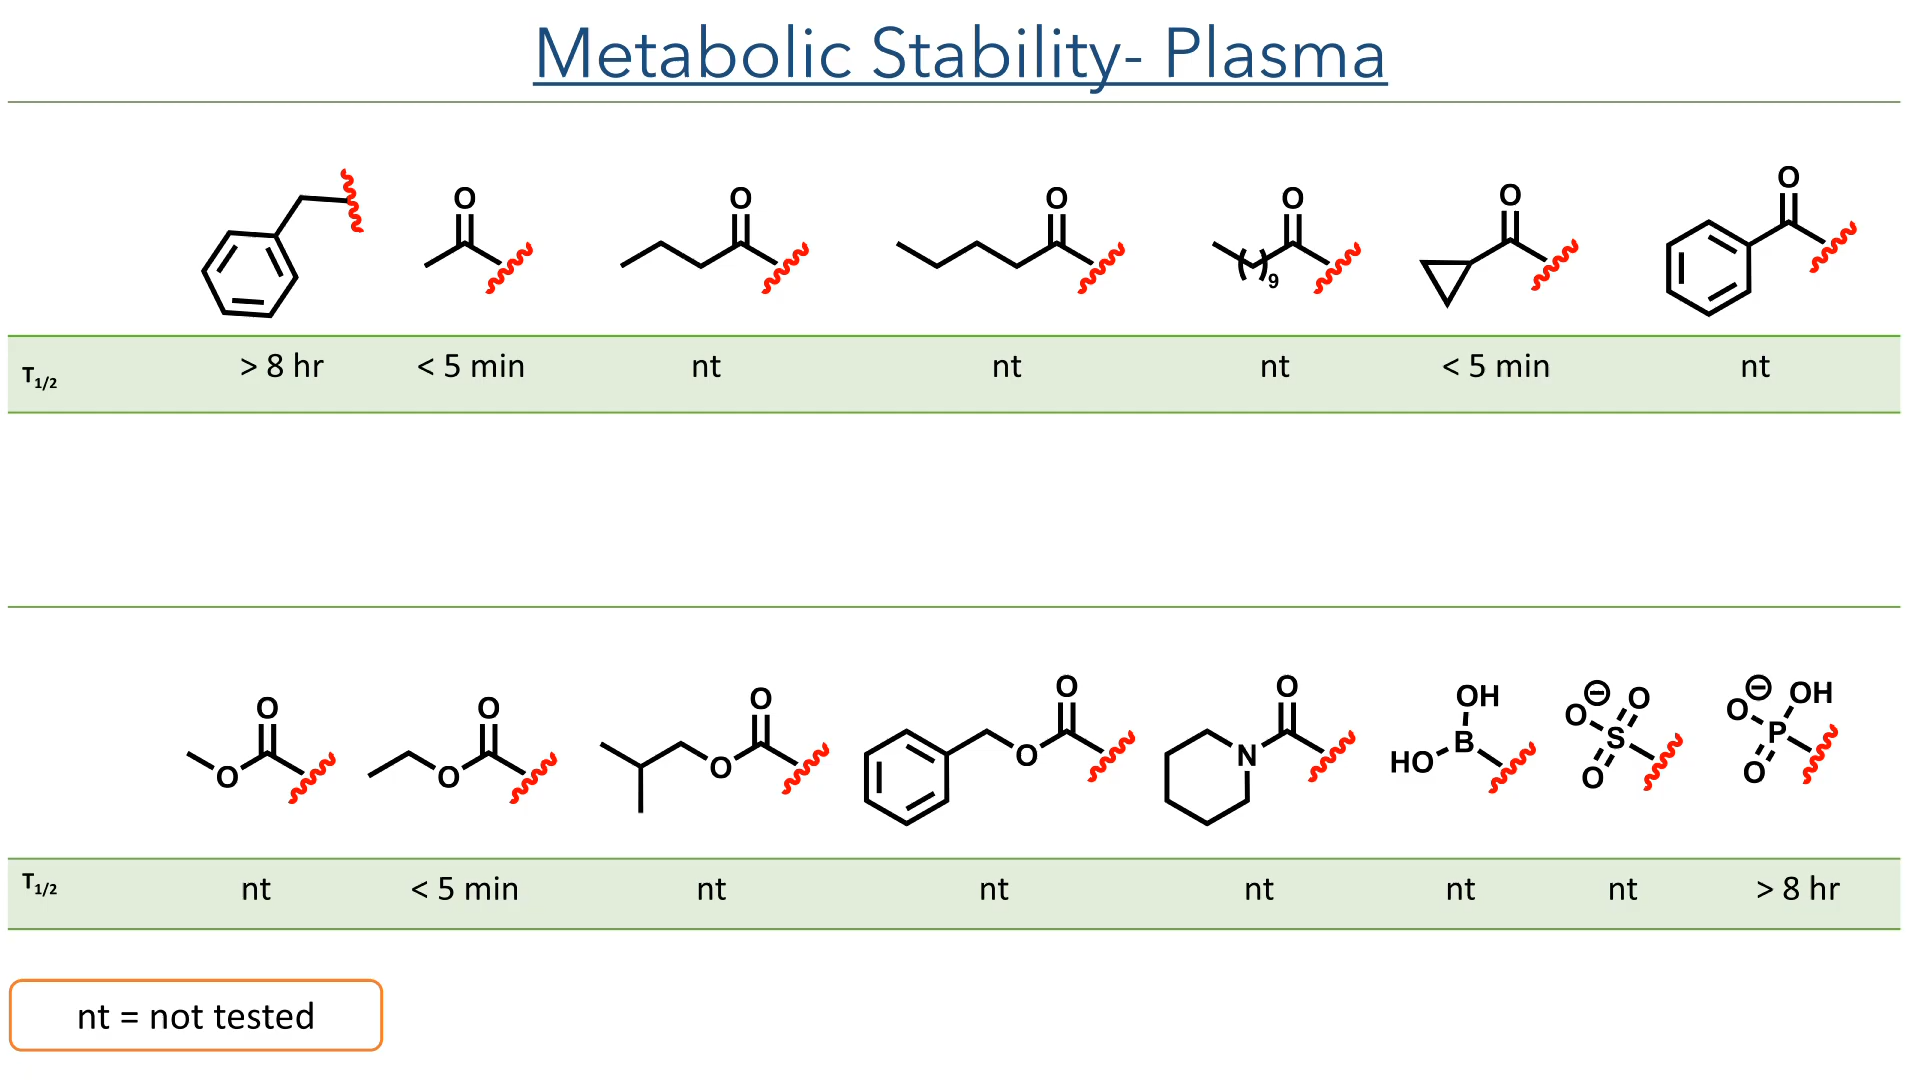 Metabolic Stability- Plasma
O O O O O O
( )9
T1/2 > 8 hr < 5 min nt nt nt < 5 min nt
O O O O O OH ⊖ O ⊖ OH
O O O O N HO B O S O O P O
T1/2 nt < 5 min nt nt nt nt nt > 8 hr
nt = not tested